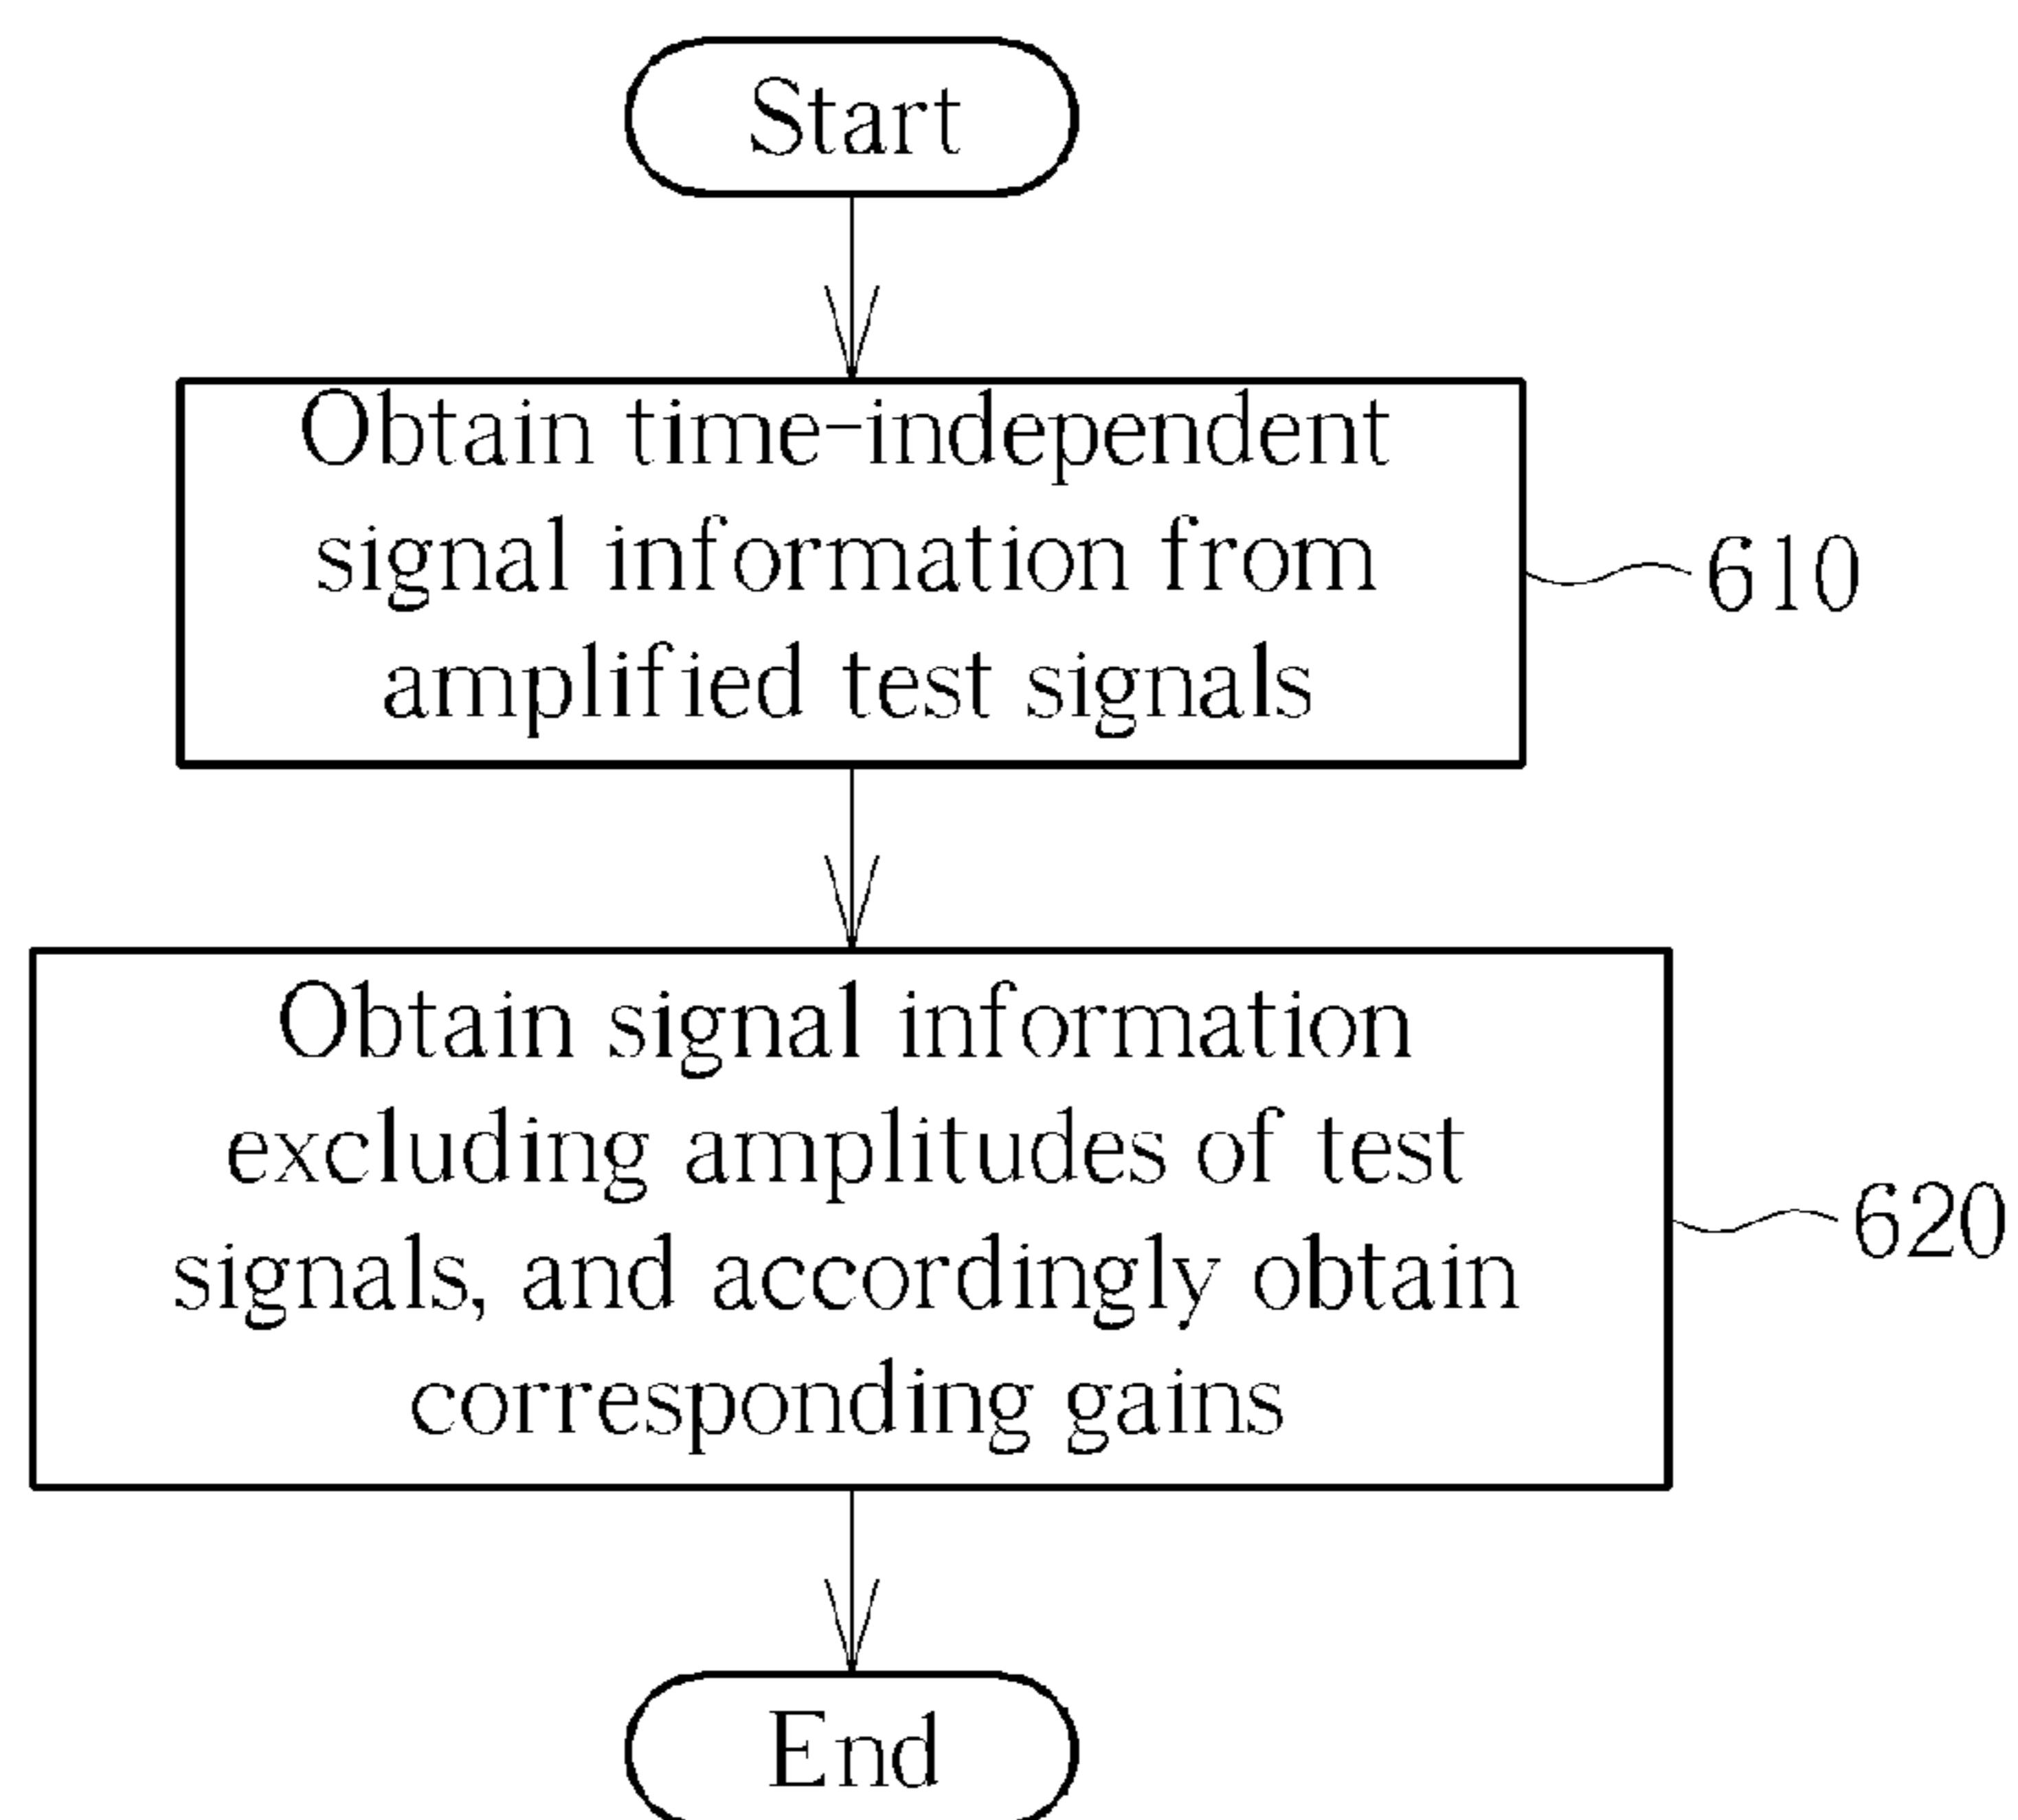 Start
Obtain time-independent
signal information from
amplified test signals
610
Obtain signal information
excluding amplitudes of test
signals, and accordingly obtain
corresponding gains
620
End